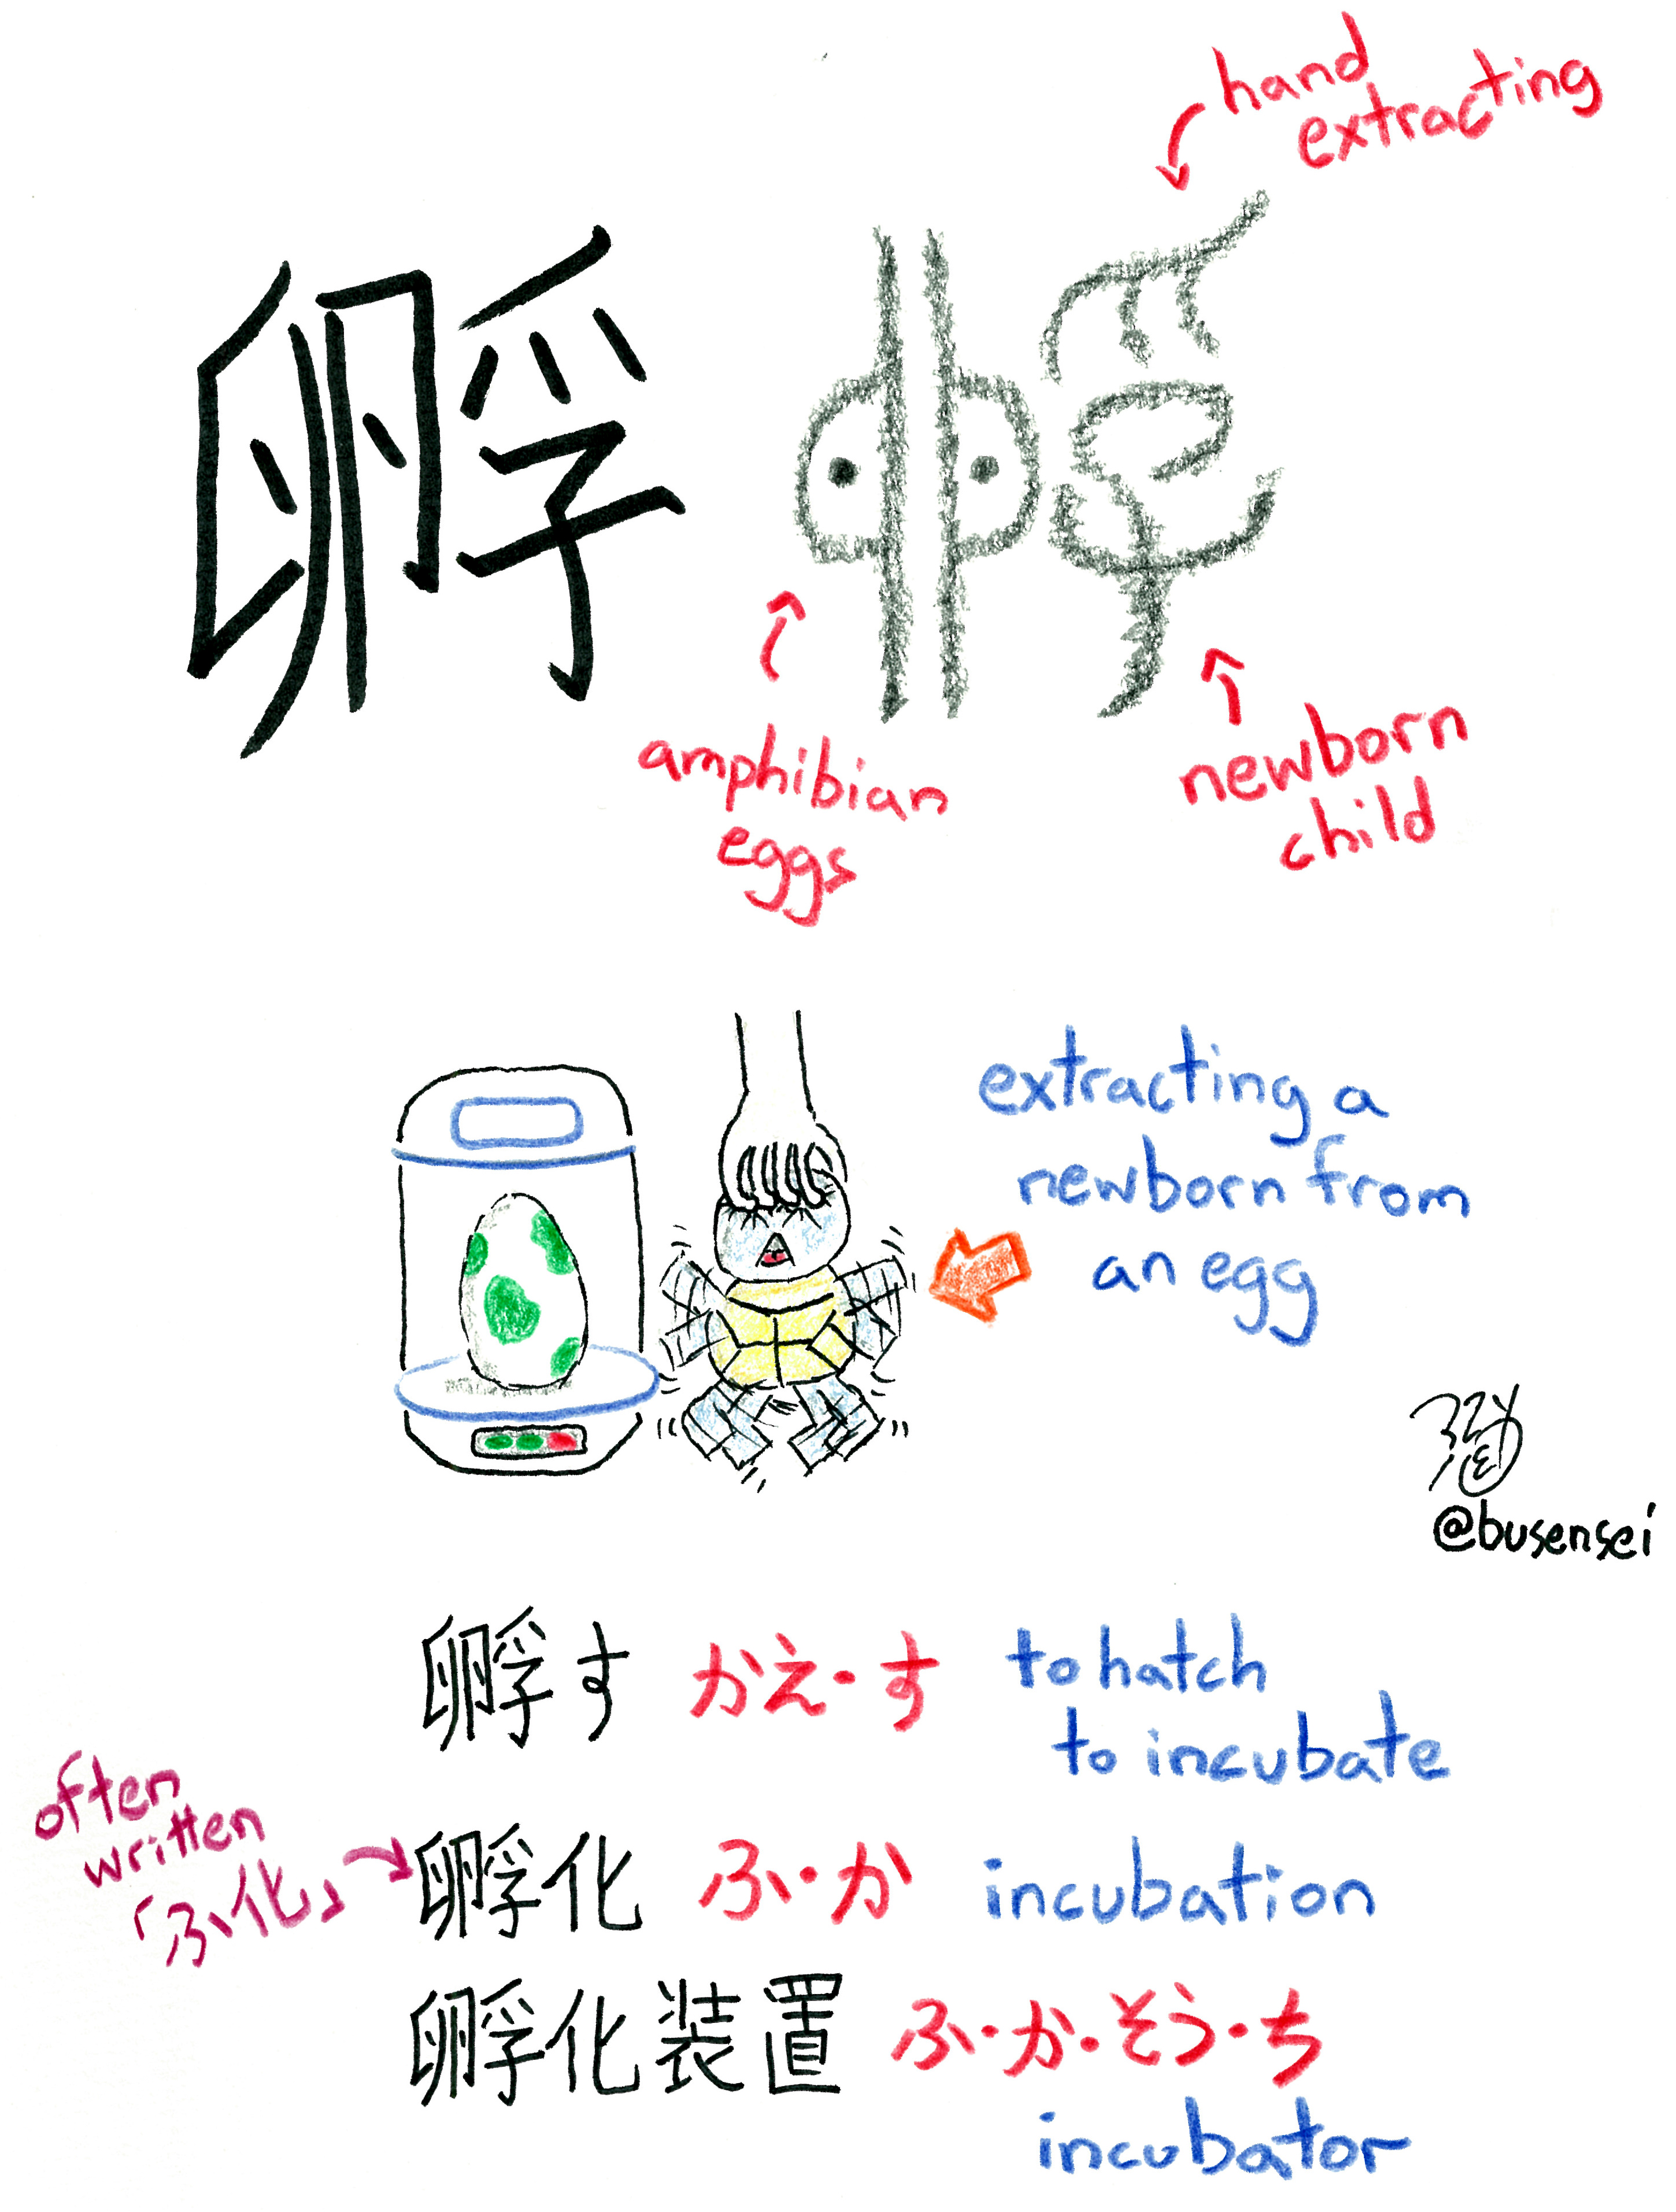 hand
extracting
孵
amphibian
eggs
newborn
child
extracting a
newborn from
an egg
@busensei
孵す かえ・す to hatch
to incubate
often
written
「ふ化」
孵化 ふ・か incubation
孵化装置 ふ・か・そう・ち
incubator